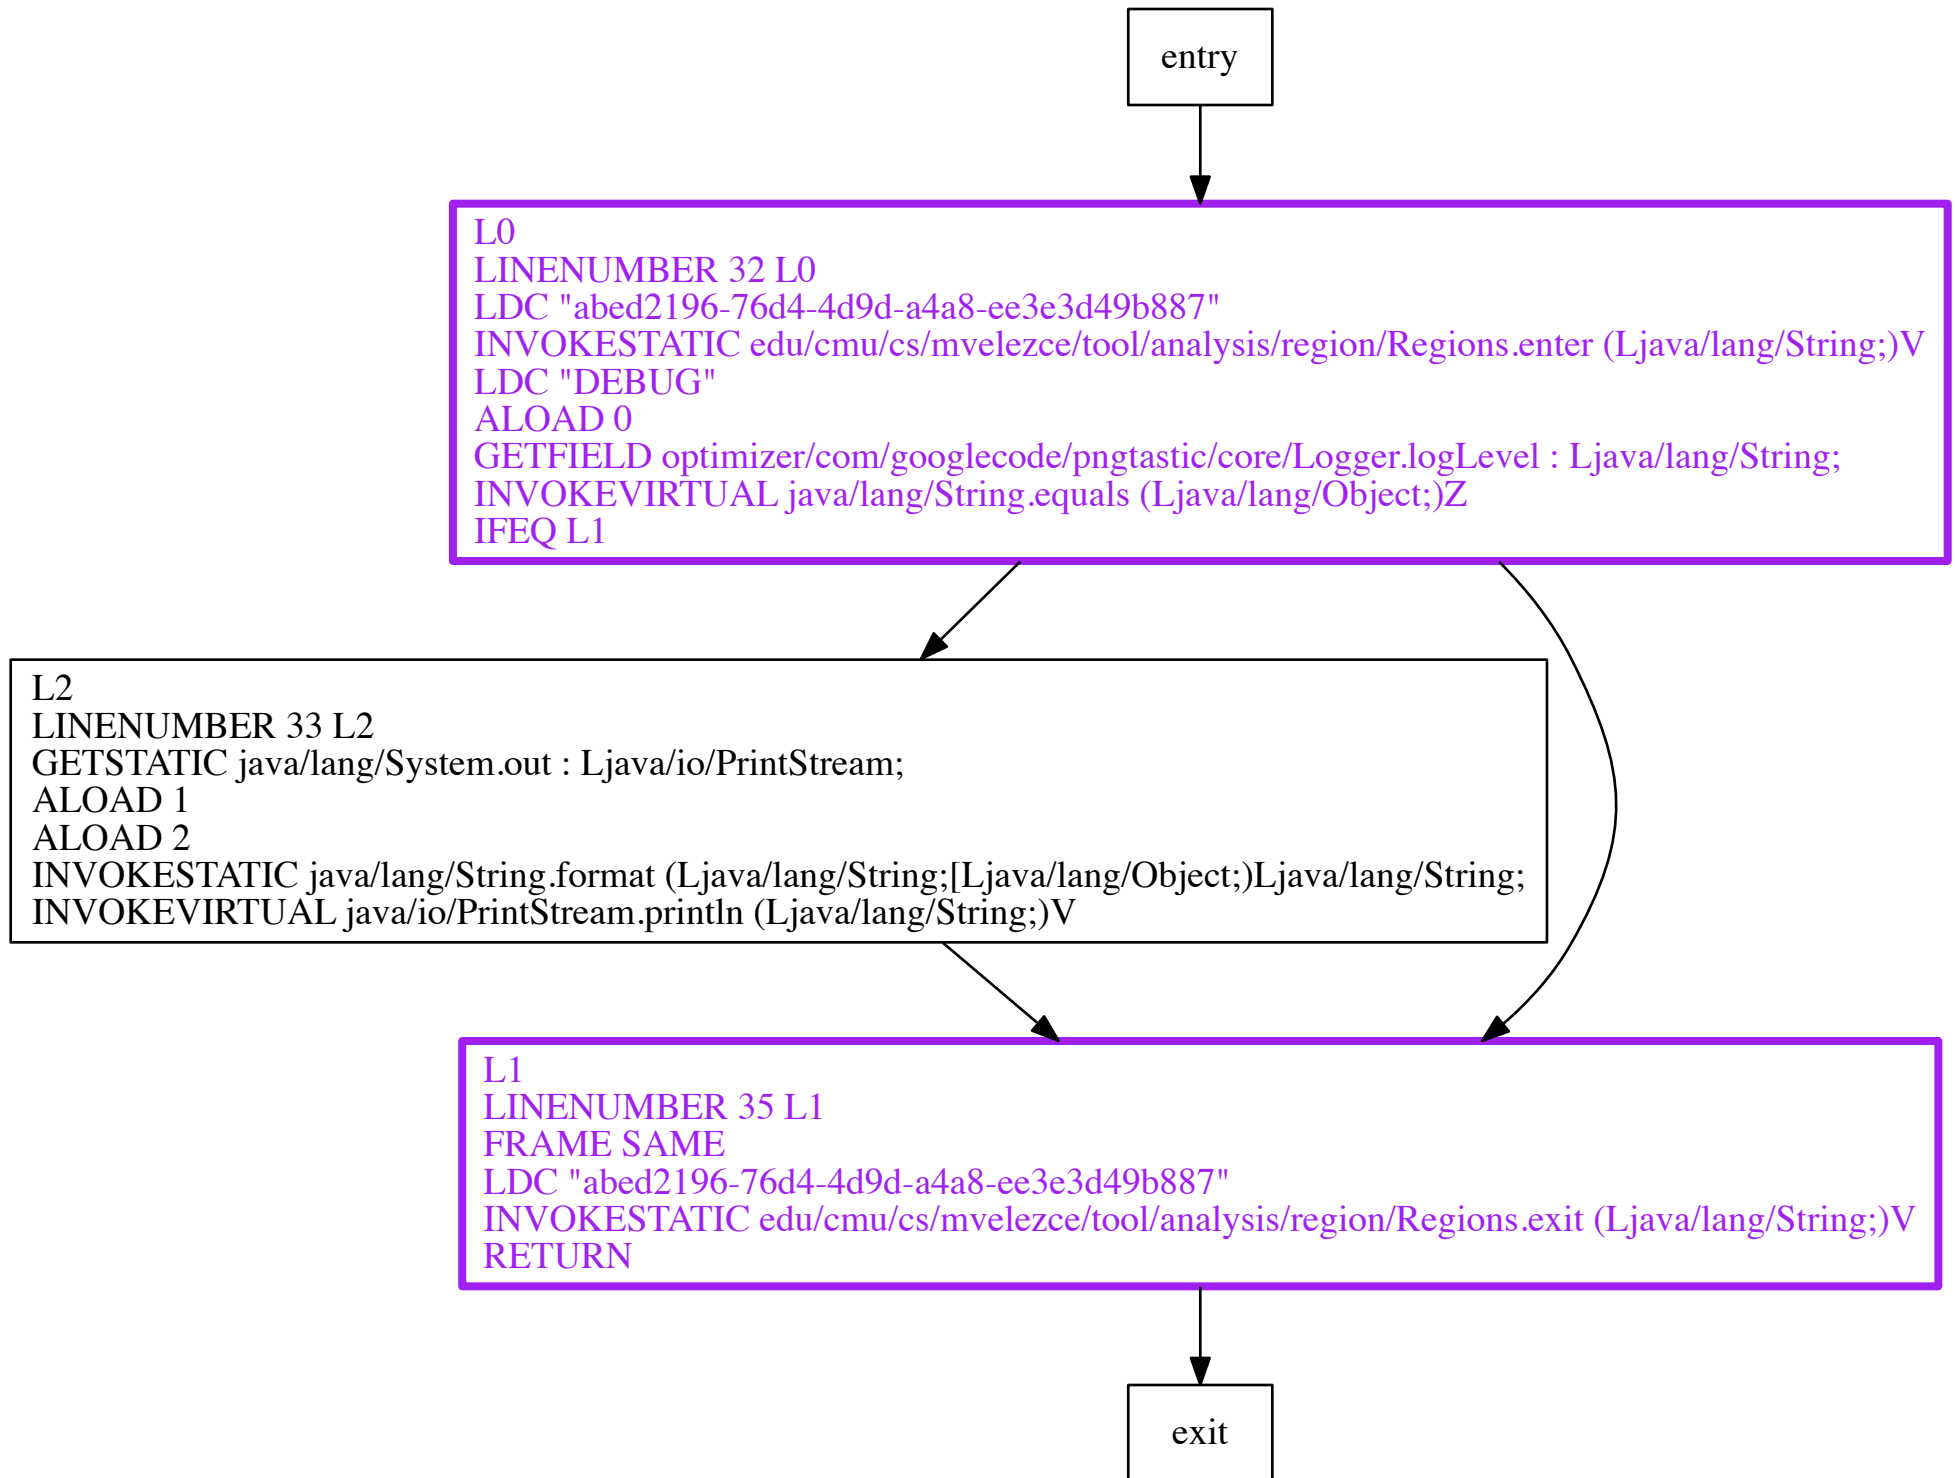 entry
L0
LINENUMBER 32 L0
LDC "abed2196-76d4-4d9d-a4a8-ee3e3d49b887"
INVOKESTATIC edu/cmu/cs/mvelezce/tool/analysis/region/Regions.enter (Ljava/lang/String;)V
LDC "DEBUG"
ALOAD 0
GETFIELD optimizer/com/googlecode/pngtastic/core/Logger.logLevel : Ljava/lang/String;
INVOKEVIRTUAL java/lang/String.equals (Ljava/lang/Object;)Z
IFEQ L1
L2
LINENUMBER 33 L2
GETSTATIC java/lang/System.out : Ljava/io/PrintStream;
ALOAD 1
ALOAD 2
INVOKESTATIC java/lang/String.format (Ljava/lang/String;[Ljava/lang/Object;)Ljava/lang/String;
INVOKEVIRTUAL java/io/PrintStream.println (Ljava/lang/String;)V
L1
LINENUMBER 35 L1
FRAME SAME
LDC "abed2196-76d4-4d9d-a4a8-ee3e3d49b887"
INVOKESTATIC edu/cmu/cs/mvelezce/tool/analysis/region/Regions.exit (Ljava/lang/String;)V
RETURN
exit